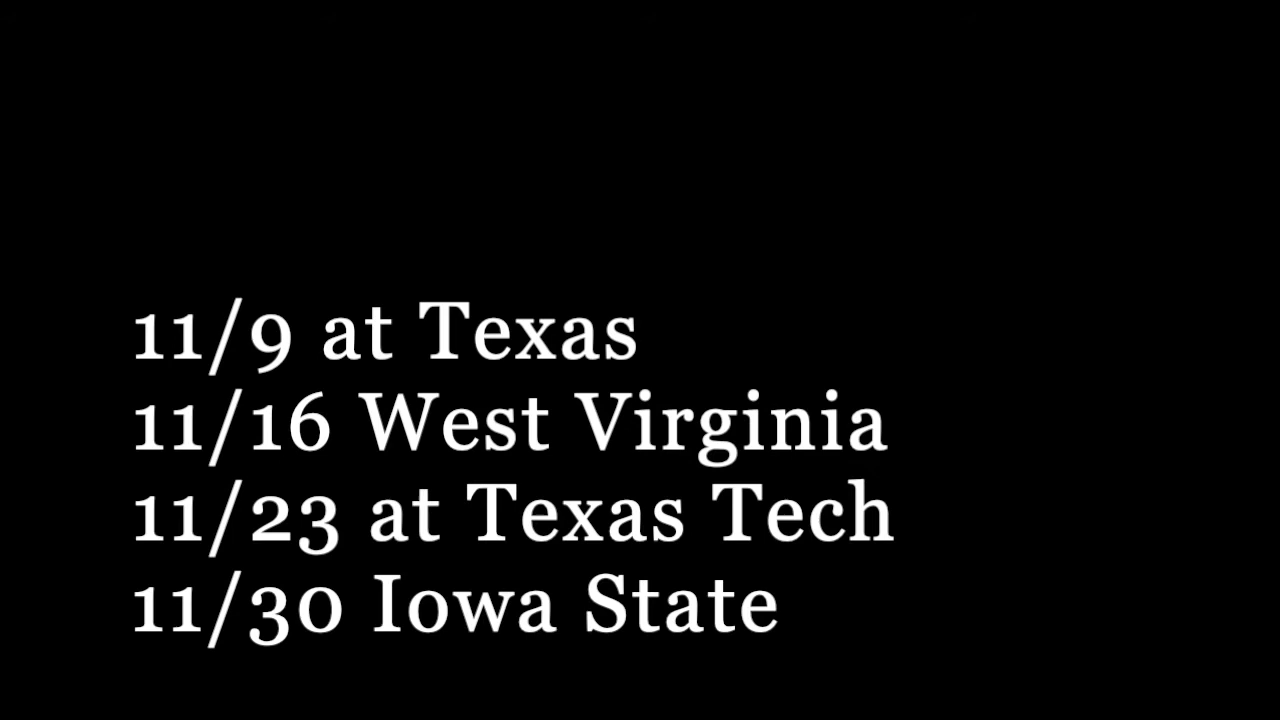 11/9 at Texas
11/16 West Virginia
11/23 at Texas Tech
11/30 Iowa State